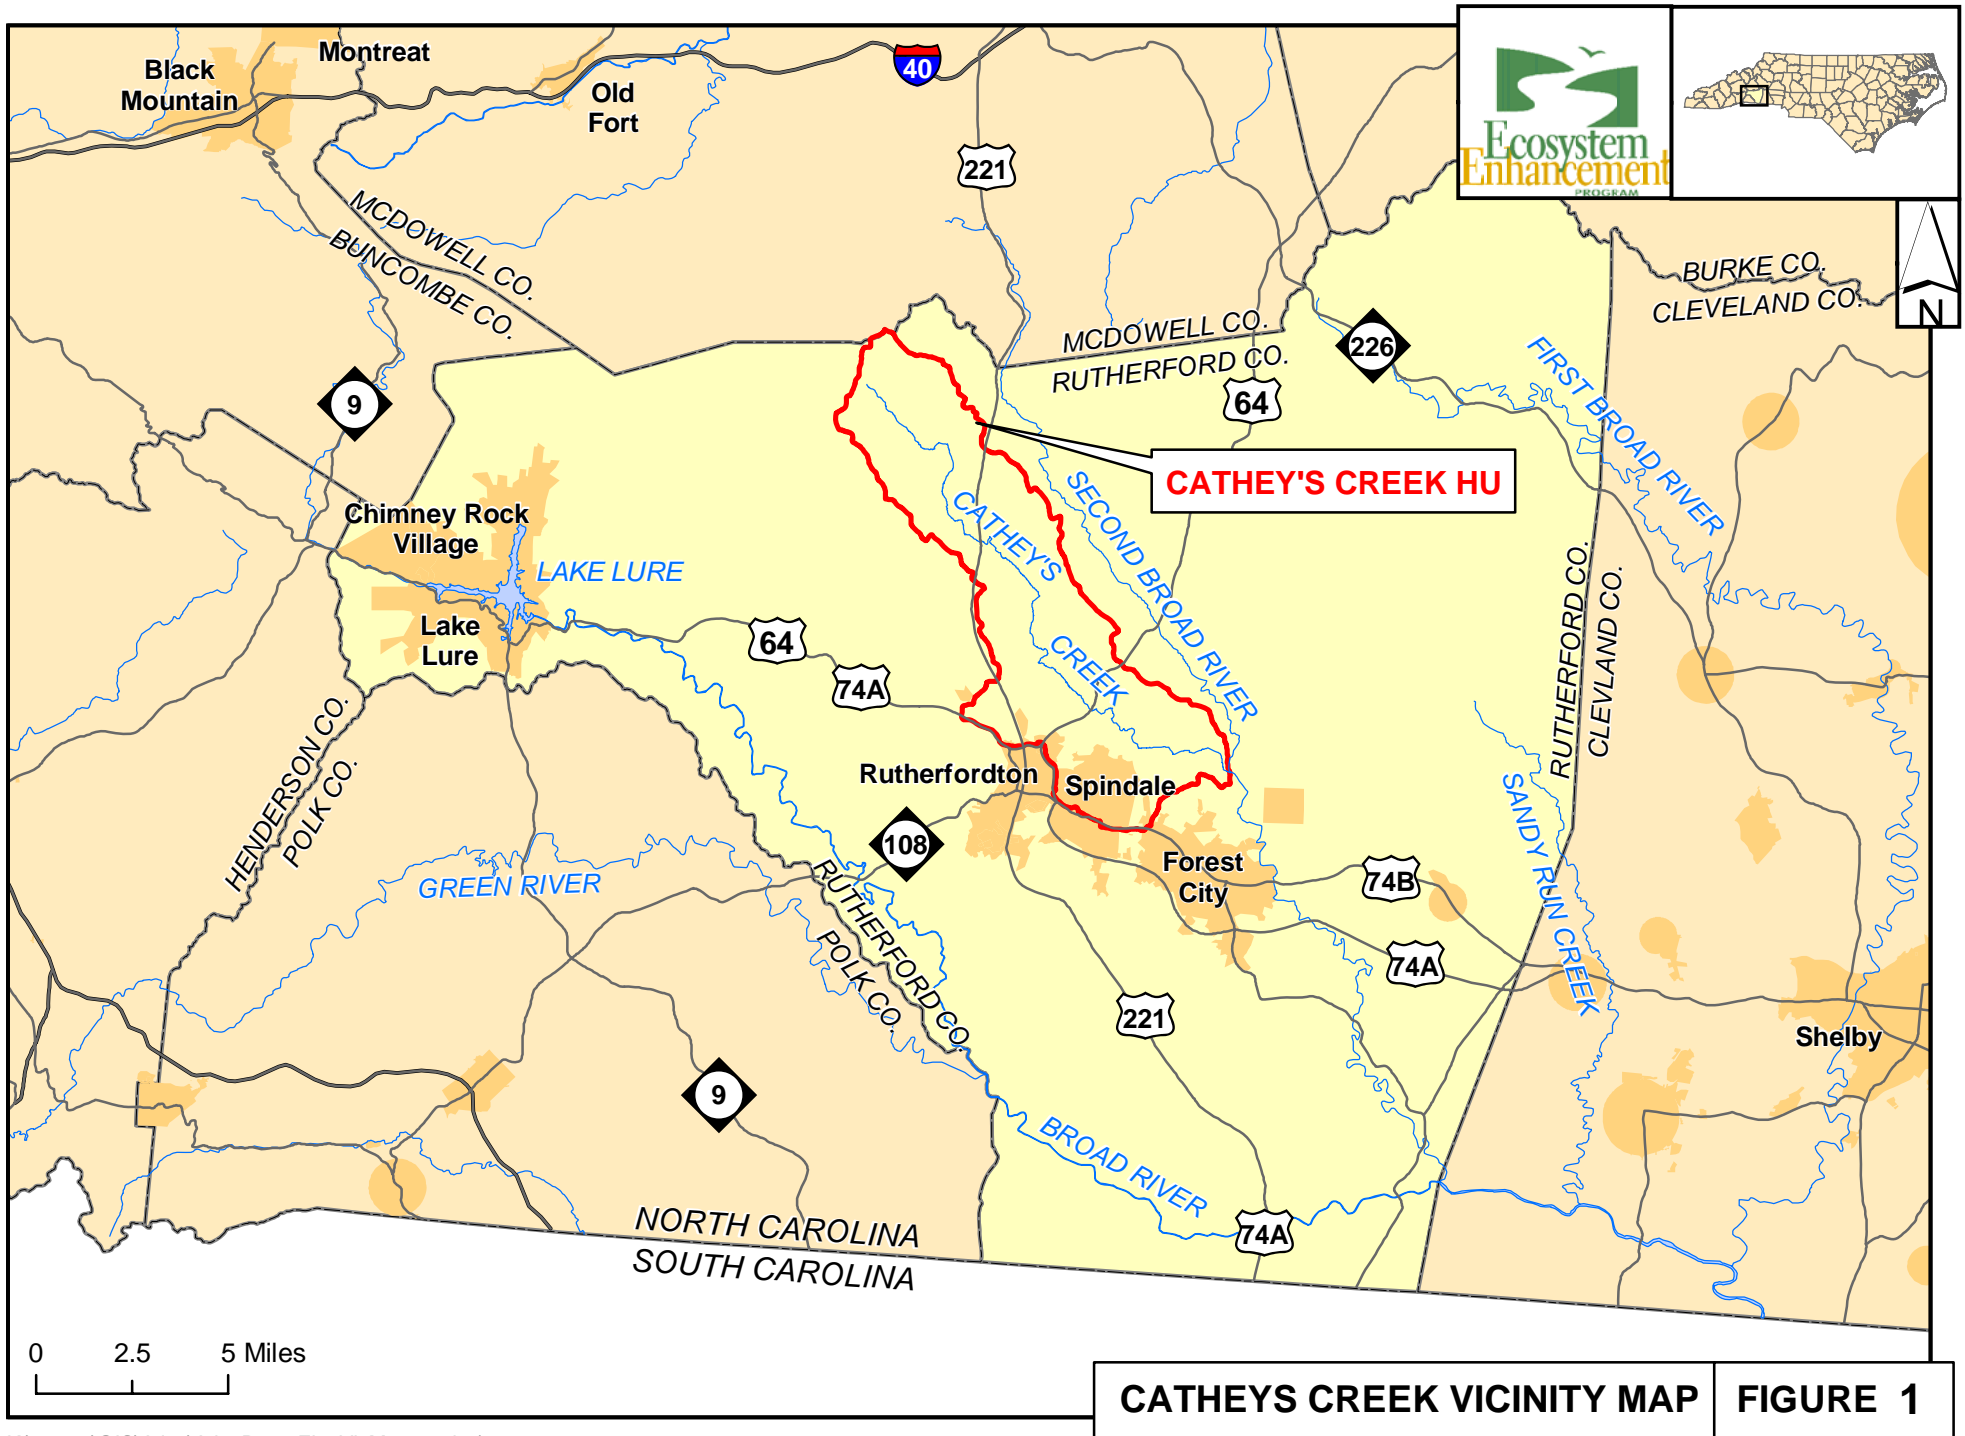 Montreat
Black
Mountain
Old
Fort
40
221
Ecosystem
Enhancement
PROGRAM
N
MCDOWELL CO.
BUNCOMBE CO.
BURKE CO.
CLEVELAND CO.
MCDOWELL CO.
RUTHERFORD CO.
226
FIRST BROAD RIVER
9
64
CATHEY'S CREEK HU
Chimney Rock
Village
LAKE LURE
Lake
Lure
CATHEY'S
CREEK
SECOND BROAD RIVER
64
74A
RUTHERFORD CO.
CLEVLAND CO.
HENDERSON CO.
POLK CO.
Rutherfordton
Spindale
108
Forest
City
74B
74A
SANDY RUN CREEK
GREEN RIVER
RUTHERFORD CO.
POLK CO.
221
Shelby
9
BROAD RIVER
74A
NORTH CAROLINA
SOUTH CAROLINA
0 2.5 5 Miles
CATHEYS CREEK VICINITY MAP
FIGURE 1